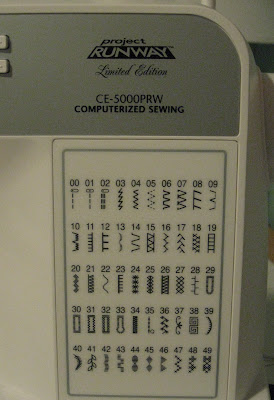 project
RUNWAY
Limited Edition
CE-5000PRW
COMPUTERIZED SEWING
00 01 02 03 04 05 06 07 08 09
10 11 12 13 14 15 16 17 18 19
20 21 22 23 24 25 26 27 28 29
30 31 32 33 34 35 36 37 38 39
40 41 42 43 44 45 46 47 48 49